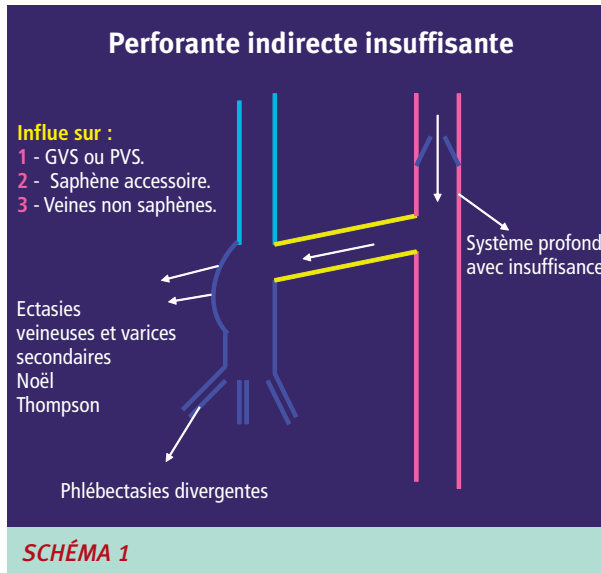 Perforante indirecte insuffisante
Influe sur :
1 - GVS ou PVS.
2 - Saphène accessoire.
3 - Veines non saphènes.
Système profond
avec insuffisance
Ectasies
veineuses et varices
secondaires
Noël
Thompson
Phlébectasies divergentes
SCHÉMA 1